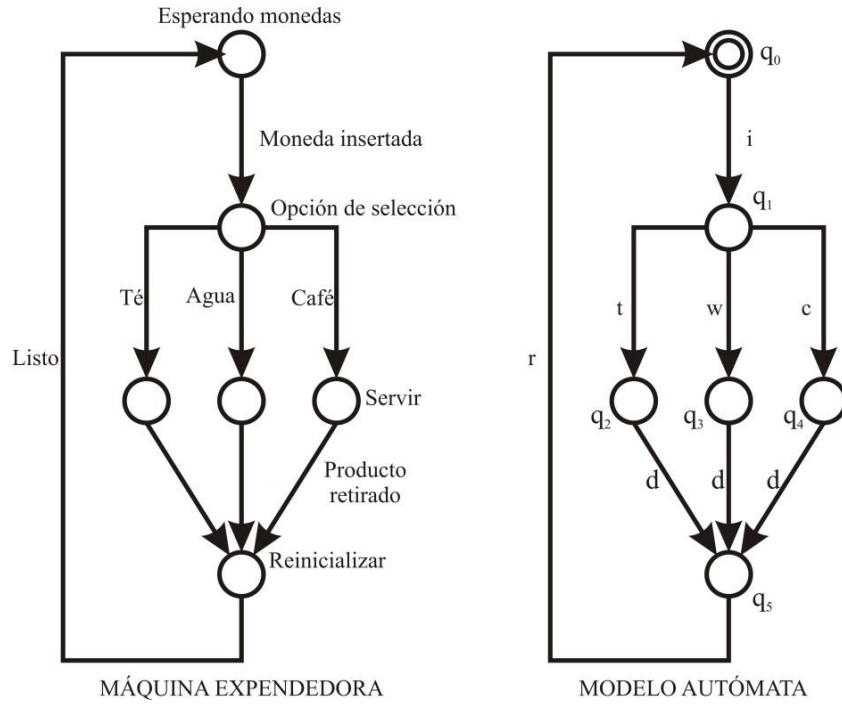 Esperando monedas
Moneda insertada
Opción de selección
Té
Agua
Café
Listo
Servir
Producto
retirado
Reinicializar
MÁQUINA EXPENDEDORA
q₀
i
q₁
t
w
c
r
q₂
q₃
q₄
d
d
d
q₅
MODELO AUTÓMATA